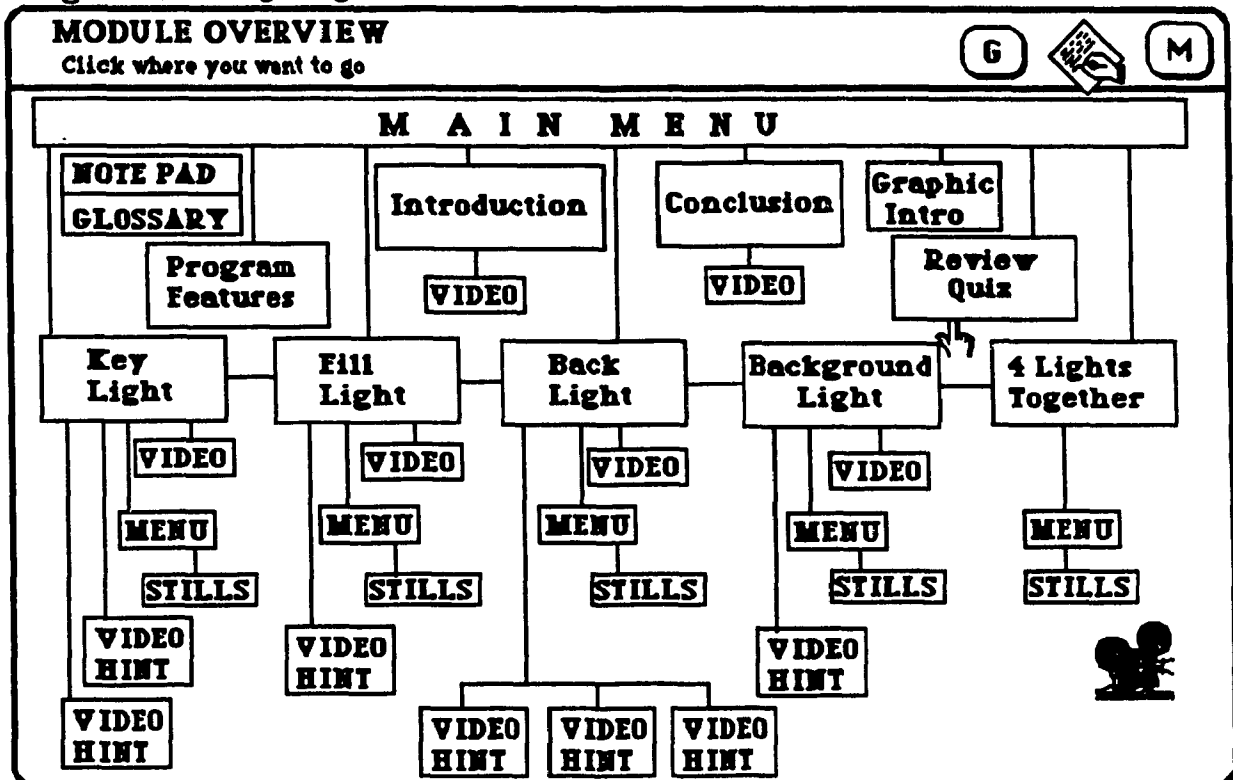 MODULE OVERVIEW
Click where you want to go
G
M
MAIN MENU
NOTE PAD
GLOSSARY
Introduction
Conclusion
Graphic
Intro
Program
Features
VIDEO
VIDEO
Review
Quiz
Key
Light
Fill
Light
Back
Light
Background
Light
4 Lights
Together
VIDEO
VIDEO
VIDEO
VIDEO
MENU
MENU
MENU
MENU
MENU
STILLS
STILLS
STILLS
STILLS
STILLS
VIDEO
HINT
VIDEO
HINT
VIDEO
HINT
VIDEO
HINT
VIDEO
HINT
VIDEO
HINT
VIDEO
HINT